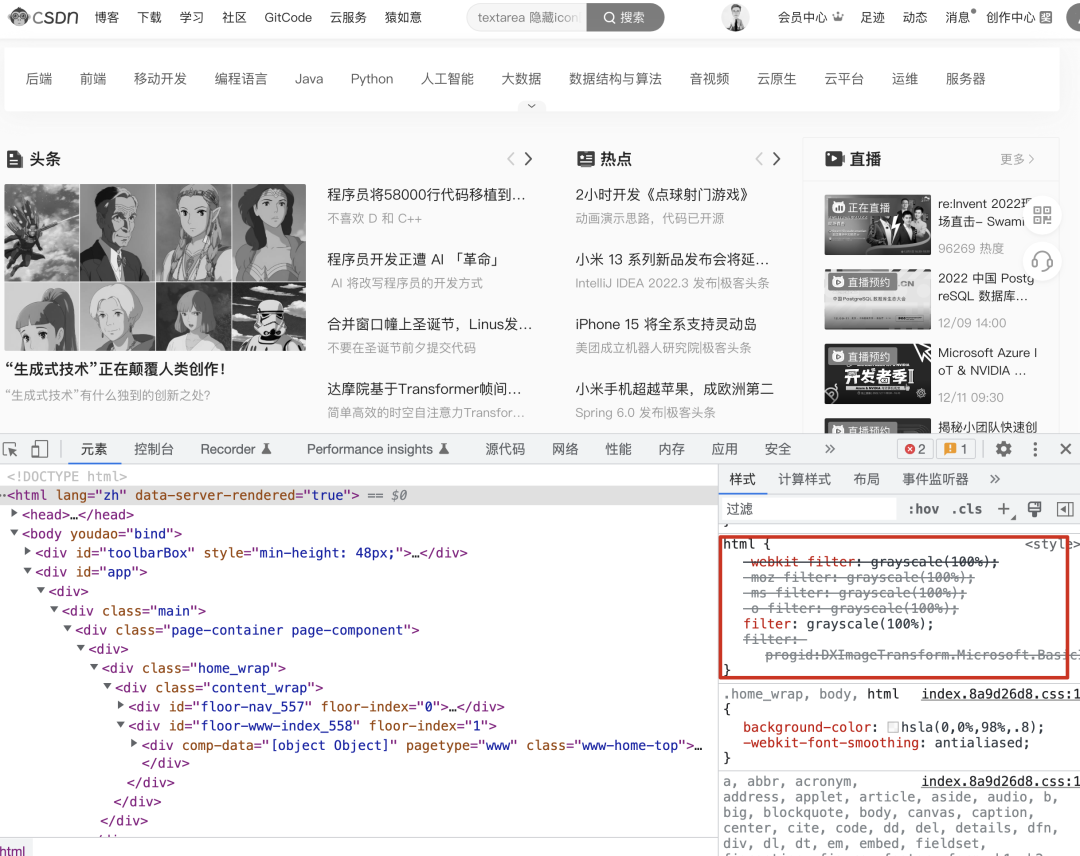 CSDN 博客 下载 学习 社区 GitCode 云服务 猿如意 textarea 隐藏icon 搜索 会员中心 足迹 动态 消息 创作中心
后端 前端 移动开发 编程语言 Java Python 人工智能 大数据 数据结构与算法 音视频 云原生 云平台 运维 服务器
头条
程序员将58000行代码移植到...
不喜欢 D 和 C++
程序员开发正遭 AI 「革命」
AI 将改写程序员的开发方式
合并窗口幢上圣诞节，Linus发...
不要在圣诞节前夕提交代码
达摩院基于Transformer帧间...
简单高效的时空自注意力Transfor...
“生成式技术”正在颠覆人类创作！
“生成式技术”有什么独到的创新之处?
热点
2小时开发《点球射门游戏》
动画演示思路，代码已开源
小米 13 系列新品发布会将延...
IntelliJ IDEA 2022.3 发布|极客头条
iPhone 15 将全系支持灵动岛
美团成立机器人研究院|极客头条
小米手机超越苹果，成欧洲第二
Spring 6.0 发布|极客头条
直播 更多
正在直播
re:Invent 2022现
场直击- Swami
96269 热度
直播预约
中国PostgreSQL数据库生态大会
2022 中国 Postg
reSQL 数据库...
12/09 14:00
直播预约
开发者季
Microsoft Azure I
oT & NVIDIA ...
12/11 09:30
直播预约
揭秘小团队快速创
元素 控制台 Recorder Performance insights 源代码 网络 性能 内存 应用 安全 » 2 1
<!DOCTYPE html>
<html lang="zh" data-server-rendered="true"> == $0
<head>…</head>
<body youdao="bind">
<div id="toolbarBox" style="min-height: 48px;">…</div>
<div id="app">
<div>
<div class="main">
<div class="page-container page-component">
<div>
<div class="home_wrap">
<div class="content_wrap">
<div id="floor-nav_557" floor-index="0">…</div>
<div id="floor-www-index_558" floor-index="1">
<div comp-data="[object Object]" pagetype="www" class="www-home-top">…
</div>
</div>
</div>
</div>
html
样式 计算样式 布局 事件监听器 »
过滤 :hov .cls +
}
html { <style>
-webkit-filter: grayscale(100%);
-moz-filter: grayscale(100%);
-ms-filter: grayscale(100%);
-o-filter: grayscale(100%);
filter: grayscale(100%);
filter:
progid:DXImageTransform.Microsoft.BasicI
}
.home_wrap, body, html index.8a9d26d8.css:1
{
background-color: hsla(0,0%,98%,.8);
-webkit-font-smoothing: antialiased;
}
a, abbr, acronym, index.8a9d26d8.css:1
address, applet, article, aside, audio, b,
big, blockquote, body, canvas, caption,
center, cite, code, dd, del, details, dfn,
div, dl, dt, em, embed, fieldset,